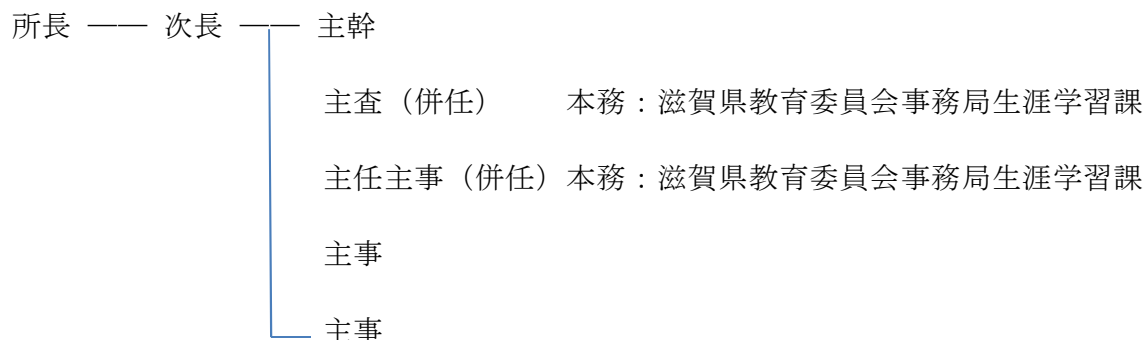 所長 ―― 次長 ―― 主幹
主査（併任）　　本務：滋賀県教育委員会事務局生涯学習課
主任主事（併任）本務：滋賀県教育委員会事務局生涯学習課
主事
主事